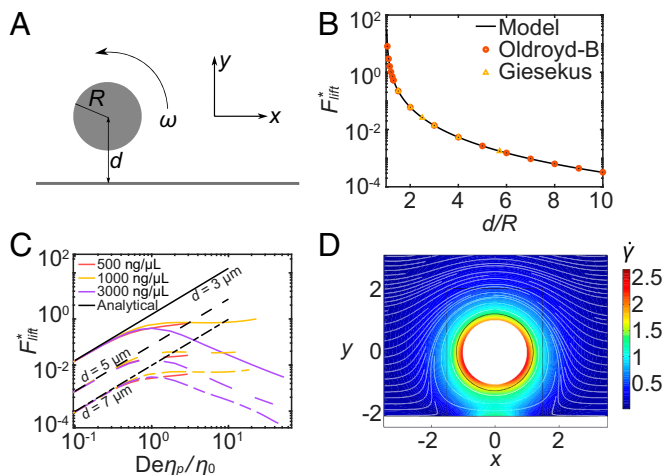 A
R
d
ω
y
x
B
F*lift
10²
10⁰
10⁻²
10⁻⁴
Model
Oldroyd-B
Giesekus
2 4 6 8 10
d/R
C
F*lift
10²
10⁰
10⁻²
10⁻⁴
500 ng/μL
1000 ng/μL
3000 ng/μL
Analytical
d = 3 μm
d = 5 μm
d = 7 μm
10⁻¹ 10⁰ 10¹
Deηp/η0
D
γ̇
y
2
0
-2
-2 0 2
x
2.5
2.0
1.5
1
0.5